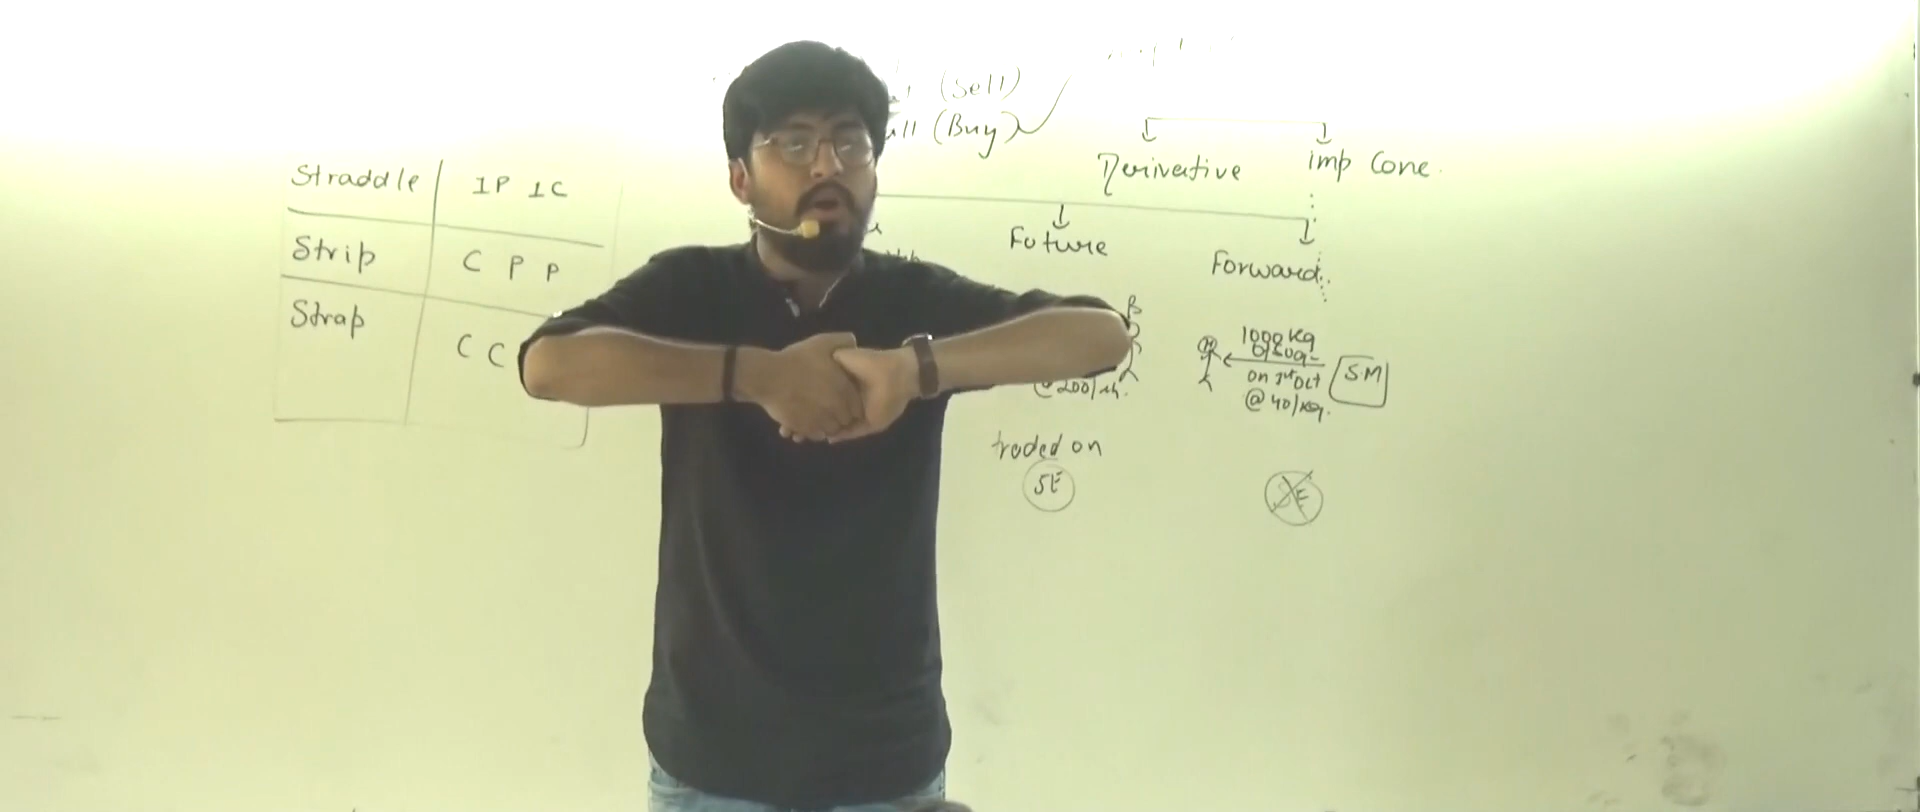 (Sell)
(Buy)
Derivative
imp Conc.
Straddle 1P 1C
Strip C P P
Strap C C
Future
Forward
1000 Kg
on 1st Oct
@ 40/Kg.
SM
@ 200/sh.
traded on
SE
SE